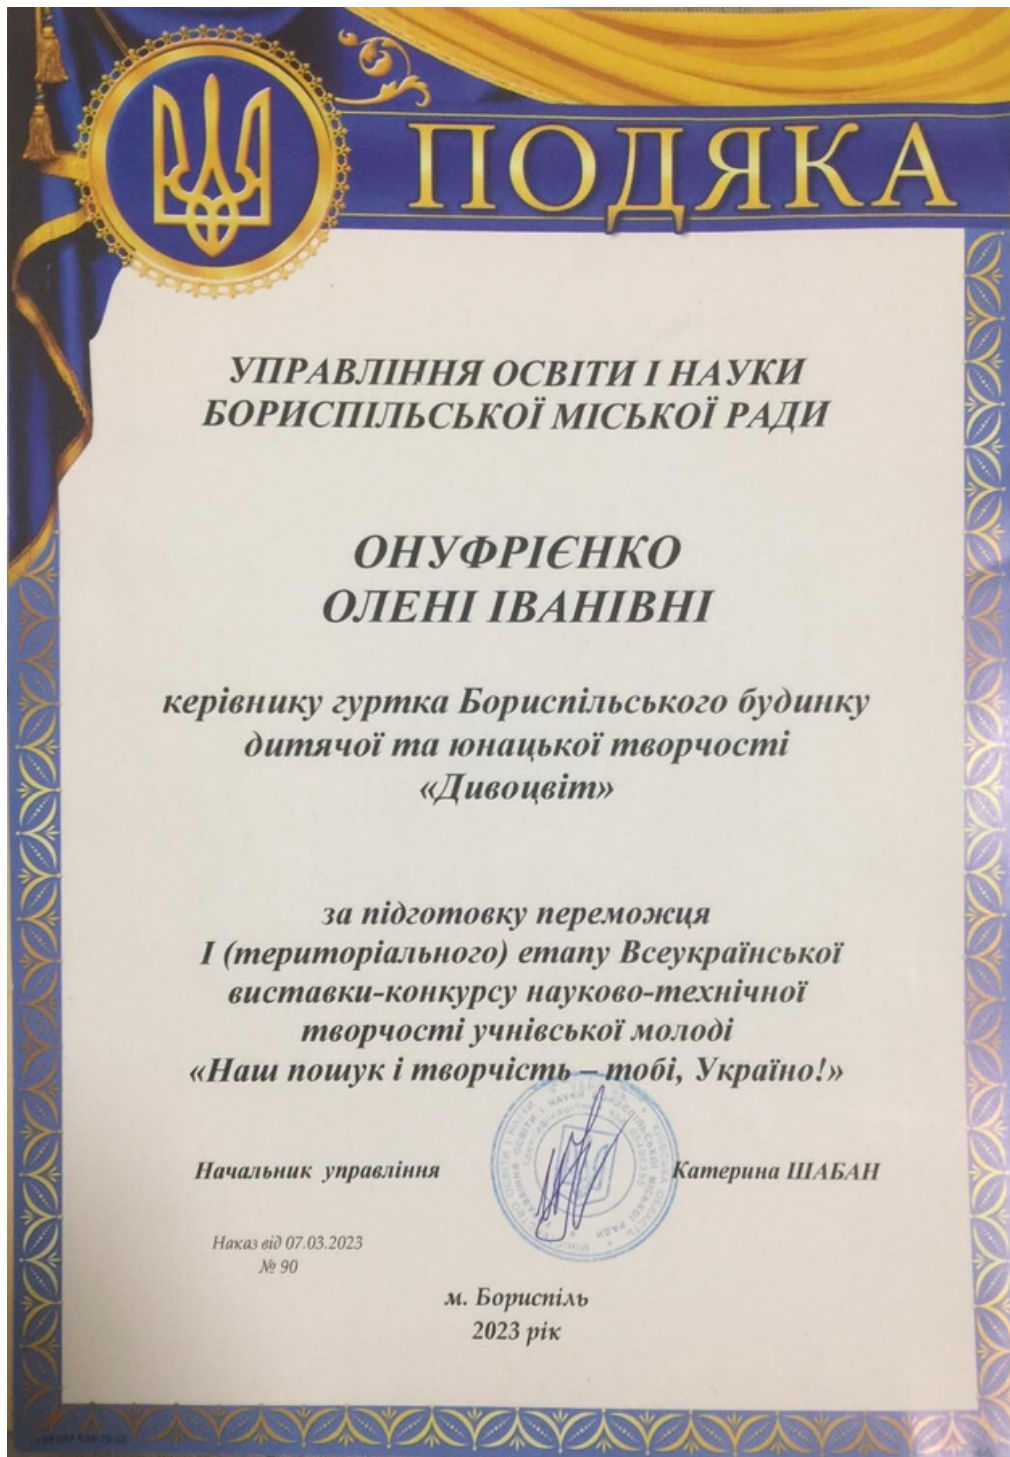 ПОДЯКА
УПРАВЛІННЯ ОСВІТИ І НАУКИ
БОРИСПІЛЬСЬКОЇ МІСЬКОЇ РАДИ
ОНУФРІЄНКО
ОЛЕНІ ІВАНІВНІ
керівнику гуртка Бориспільського будинку
дитячої та юнацької творчості
«Дивоцвіт»
за підготовку переможця
І (територіального) етапу Всеукраїнської
виставки-конкурсу науково-технічної
творчості учнівської молоді
«Наш пошук і творчість – тобі, Україно!»
Начальник управління
Катерина ШАБАН
Наказ від 07.03.2023
№ 90
м. Бориспіль
2023 рік